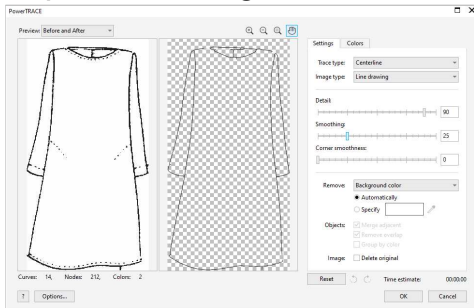 PowerTRACE
Preview: Before and After
Settings Colors
Trace type: Centerline
Image type: Line drawing
Detail:
90
Smoothing:
25
Corner smoothness:
0
Remove: Background color
Automatically
Specify
Objects: Merge adjacent
Remove overlap
Group by color
Image: Delete original
Curves: 14, Nodes: 212, Colors: 2
Reset Time estimate: 00:00:00
? Options... OK Cancel